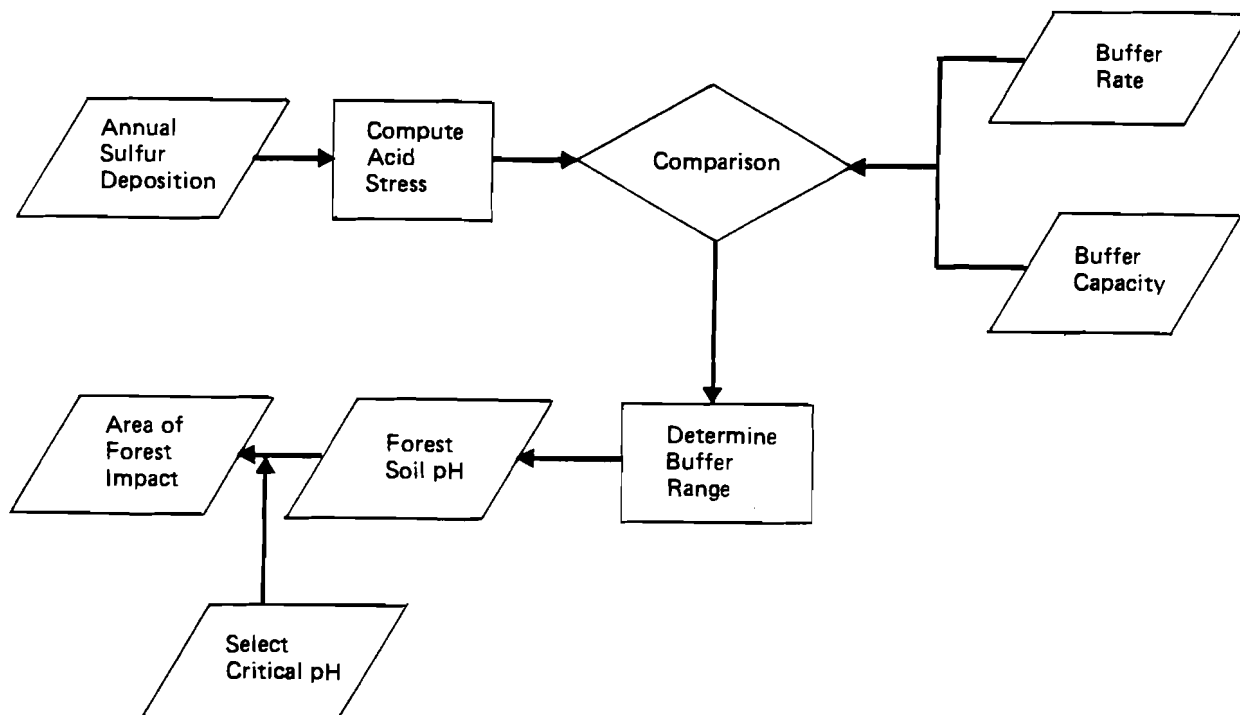 Annual
Sulfur
Deposition
Compute
Acid
Stress
Comparison
Buffer
Rate
Buffer
Capacity
Determine
Buffer
Range
Forest
Soil pH
Area of
Forest
Impact
Select
Critical pH